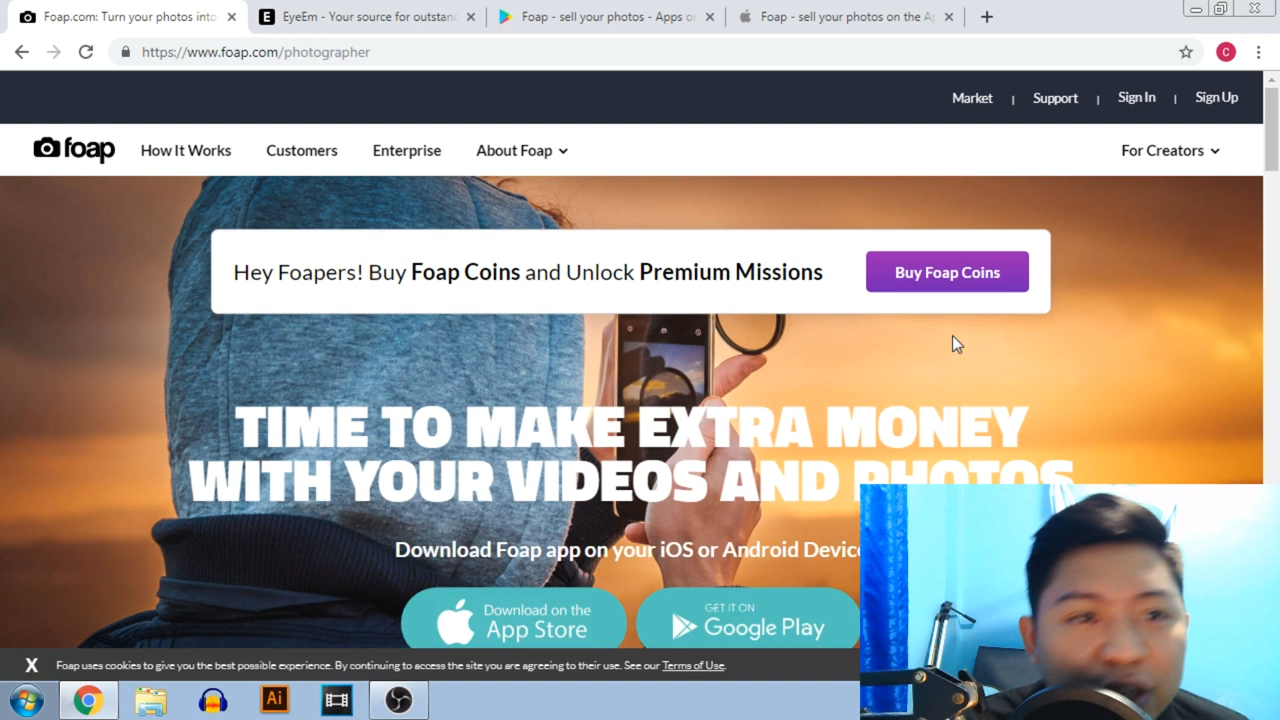 Foap.com: Turn your photos into
EyeEm - Your source for outstan
Foap - sell your photos - Apps o
Foap - sell your photos on the A
https://www.foap.com/photographer
C
Market | Support | Sign In | Sign Up
foap
How It Works
Customers
Enterprise
About Foap
For Creators
Hey Foapers! Buy Foap Coins and Unlock Premium Missions
Buy Foap Coins
TIME TO MAKE EXTRA MONEY
WITH YOUR VIDEOS AND PHOTOS
Download Foap app on your iOS or Android Device
Download on the
App Store
GET IT ON
Google Play
X
Foap uses cookies to give you the best possible experience. By continuing to access the site you are agreeing to their use. See our Terms of Use.
Ai